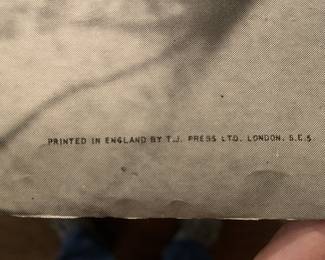 PRINTED IN ENGLAND BY T.J. PRESS LTD. LONDON. S.E.5.